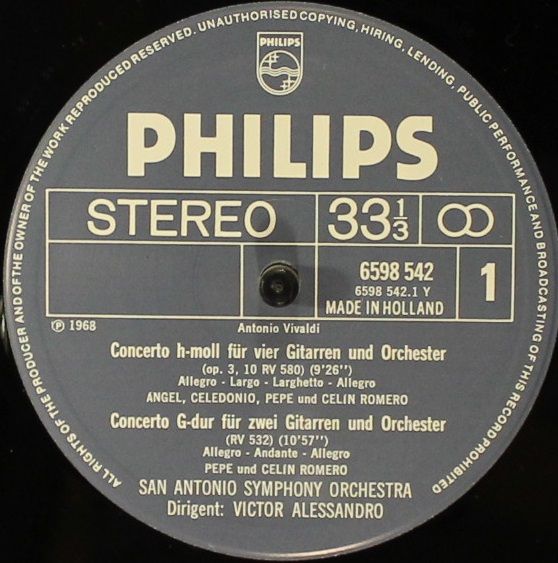 ALL RIGHTS OF THE PRODUCER AND OF THE OWNER OF THE WORK REPRODUCED RESERVED. UNAUTHORISED COPYING, HIRING, LENDING, PUBLIC PERFORMANCE AND BROADCASTING OF THIS RECORD PROHIBITED
PHILIPS
PHILIPS
STEREO 33 1/3
6598 542
6598 542.1 Y
MADE IN HOLLAND
1
℗ 1968
Antonio Vivaldi
Concerto h-moll für vier Gitarren und Orchester
(op. 3, 10 RV 580) (9'26'')
Allegro - Largo - Larghetto - Allegro
ANGEL, CELEDONIO, PEPE und CELIN ROMERO
Concerto G-dur für zwei Gitarren und Orchester
(RV 532) (10'57'')
Allegro - Andante - Allegro
PEPE und CELIN ROMERO
SAN ANTONIO SYMPHONY ORCHESTRA
Dirigent: VICTOR ALESSANDRO